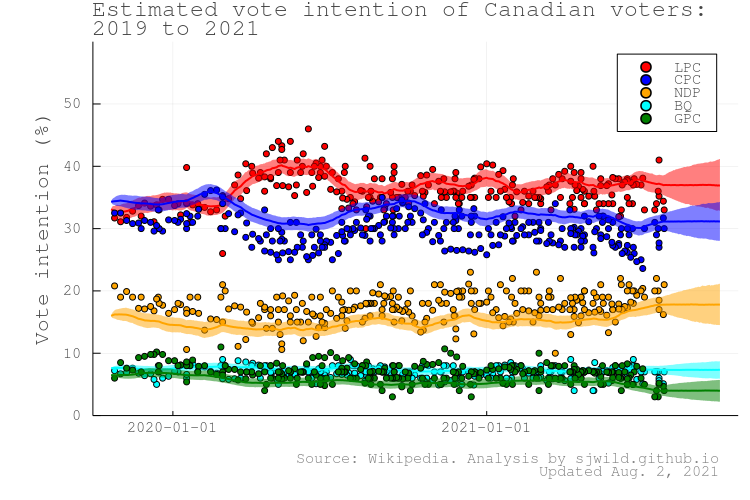 Estimated vote intention of Canadian voters:
2019 to 2021
Vote intention (%)
50
40
30
20
10
0
LPC
CPC
NDP
BQ
GPC
2020-01-01
2021-01-01
Source: Wikipedia. Analysis by sjwild.github.io
Updated Aug. 2, 2021